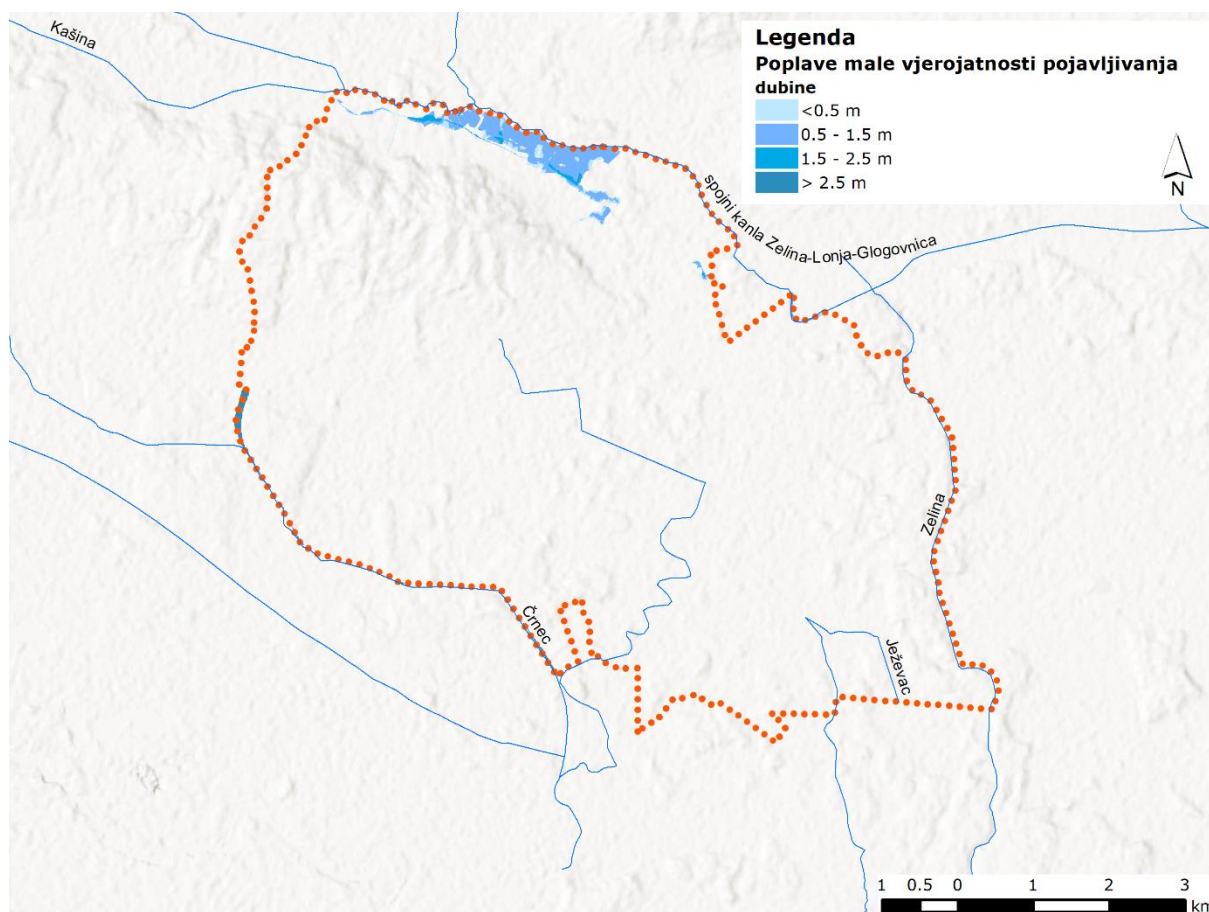 Kašina
Legenda
Poplave male vjerojatnosti pojavljivanja
dubine
<0.5 m
0.5 - 1.5 m
1.5 - 2.5 m
> 2.5 m
N
spojni kanla Zelina-Lonja-Glogovnica
Zelina
Črnec
Ježevac
1 0.5 0 1 2 3
km